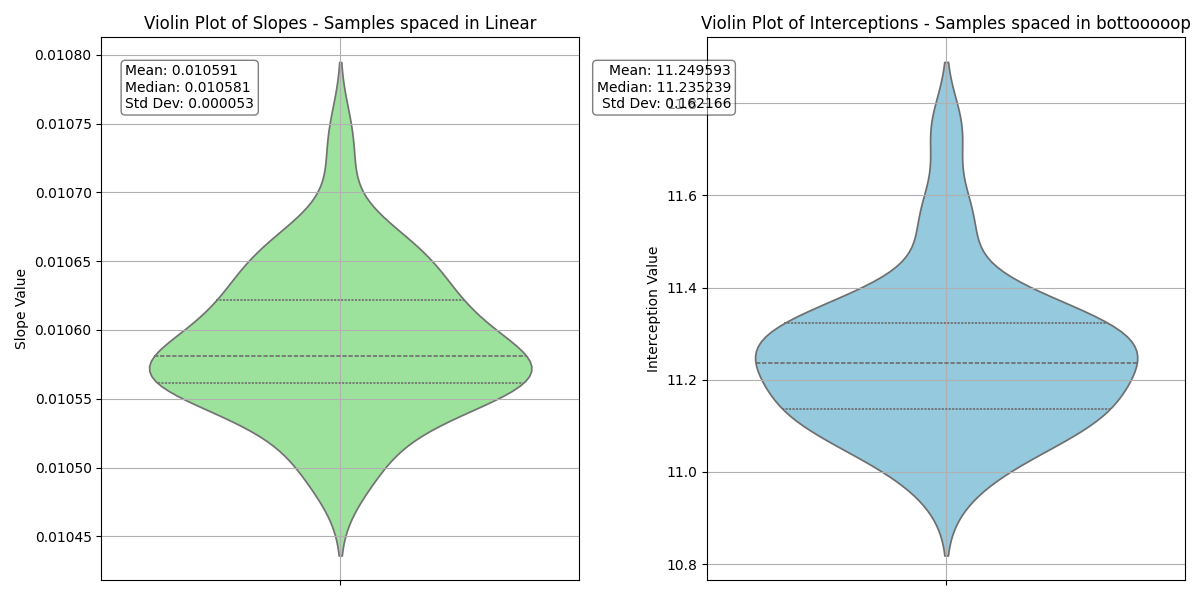 Violin Plot of Slopes - Samples spaced in Linear
0.01080
0.01075
0.01070
0.01065
0.01060
0.01055
0.01050
0.01045
Slope Value
Mean: 0.010591
Median: 0.010581
Std Dev: 0.000053
Violin Plot of Interceptions - Samples spaced in bottooooop
Mean: 11.249593
Median: 11.235239
Std Dev: 0.162166
11.6
11.4
11.2
11.0
10.8
Interception Value